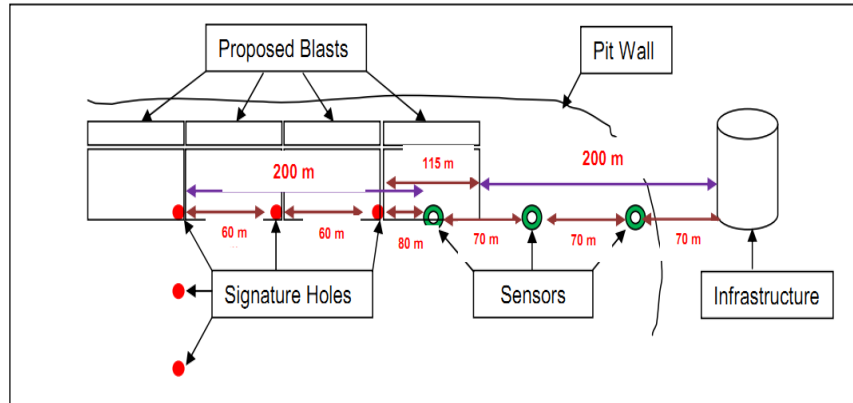 Proposed Blasts
Pit Wall
115 m
200 m
200 m
60 m
60 m
80 m
70 m
70 m
70 m
Signature Holes
Sensors
Infrastructure